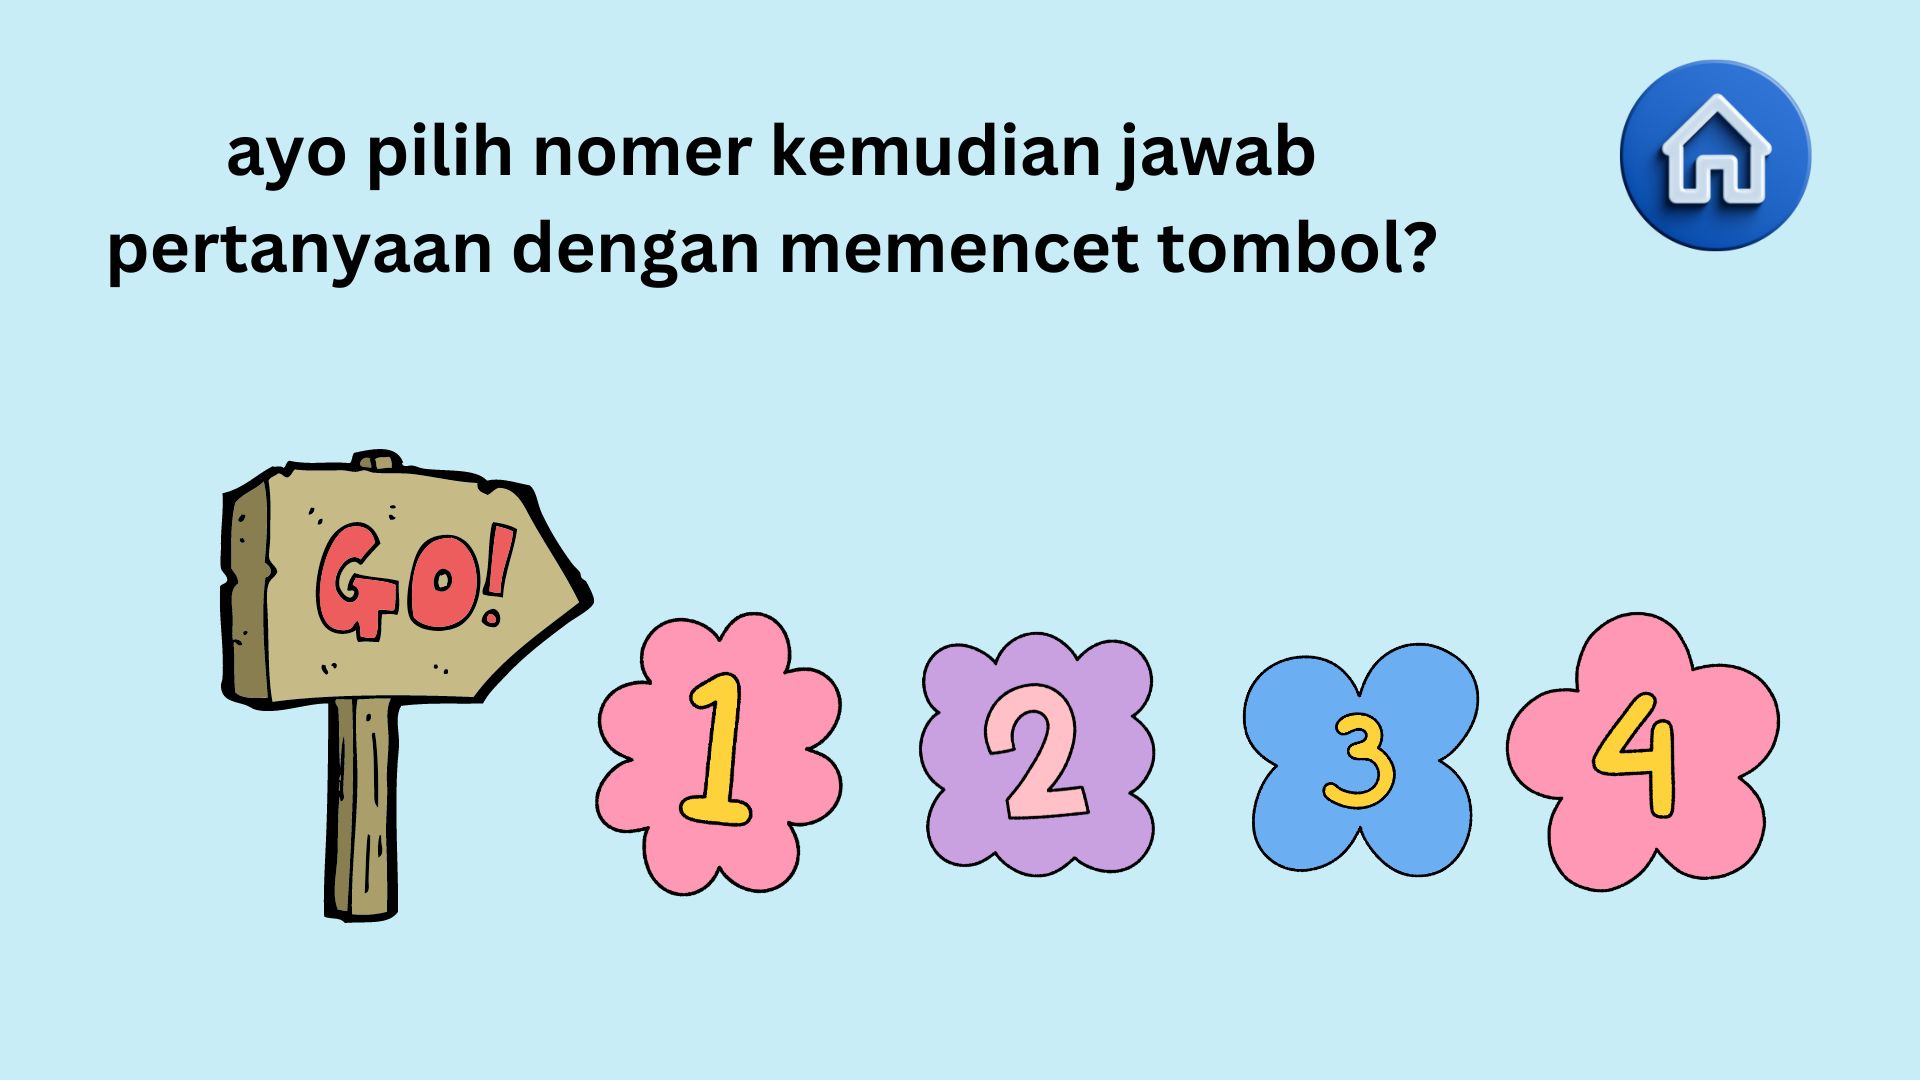 ayo pilih nomer kemudian jawab
pertanyaan dengan memencet tombol?
GO!
1 2 3 4